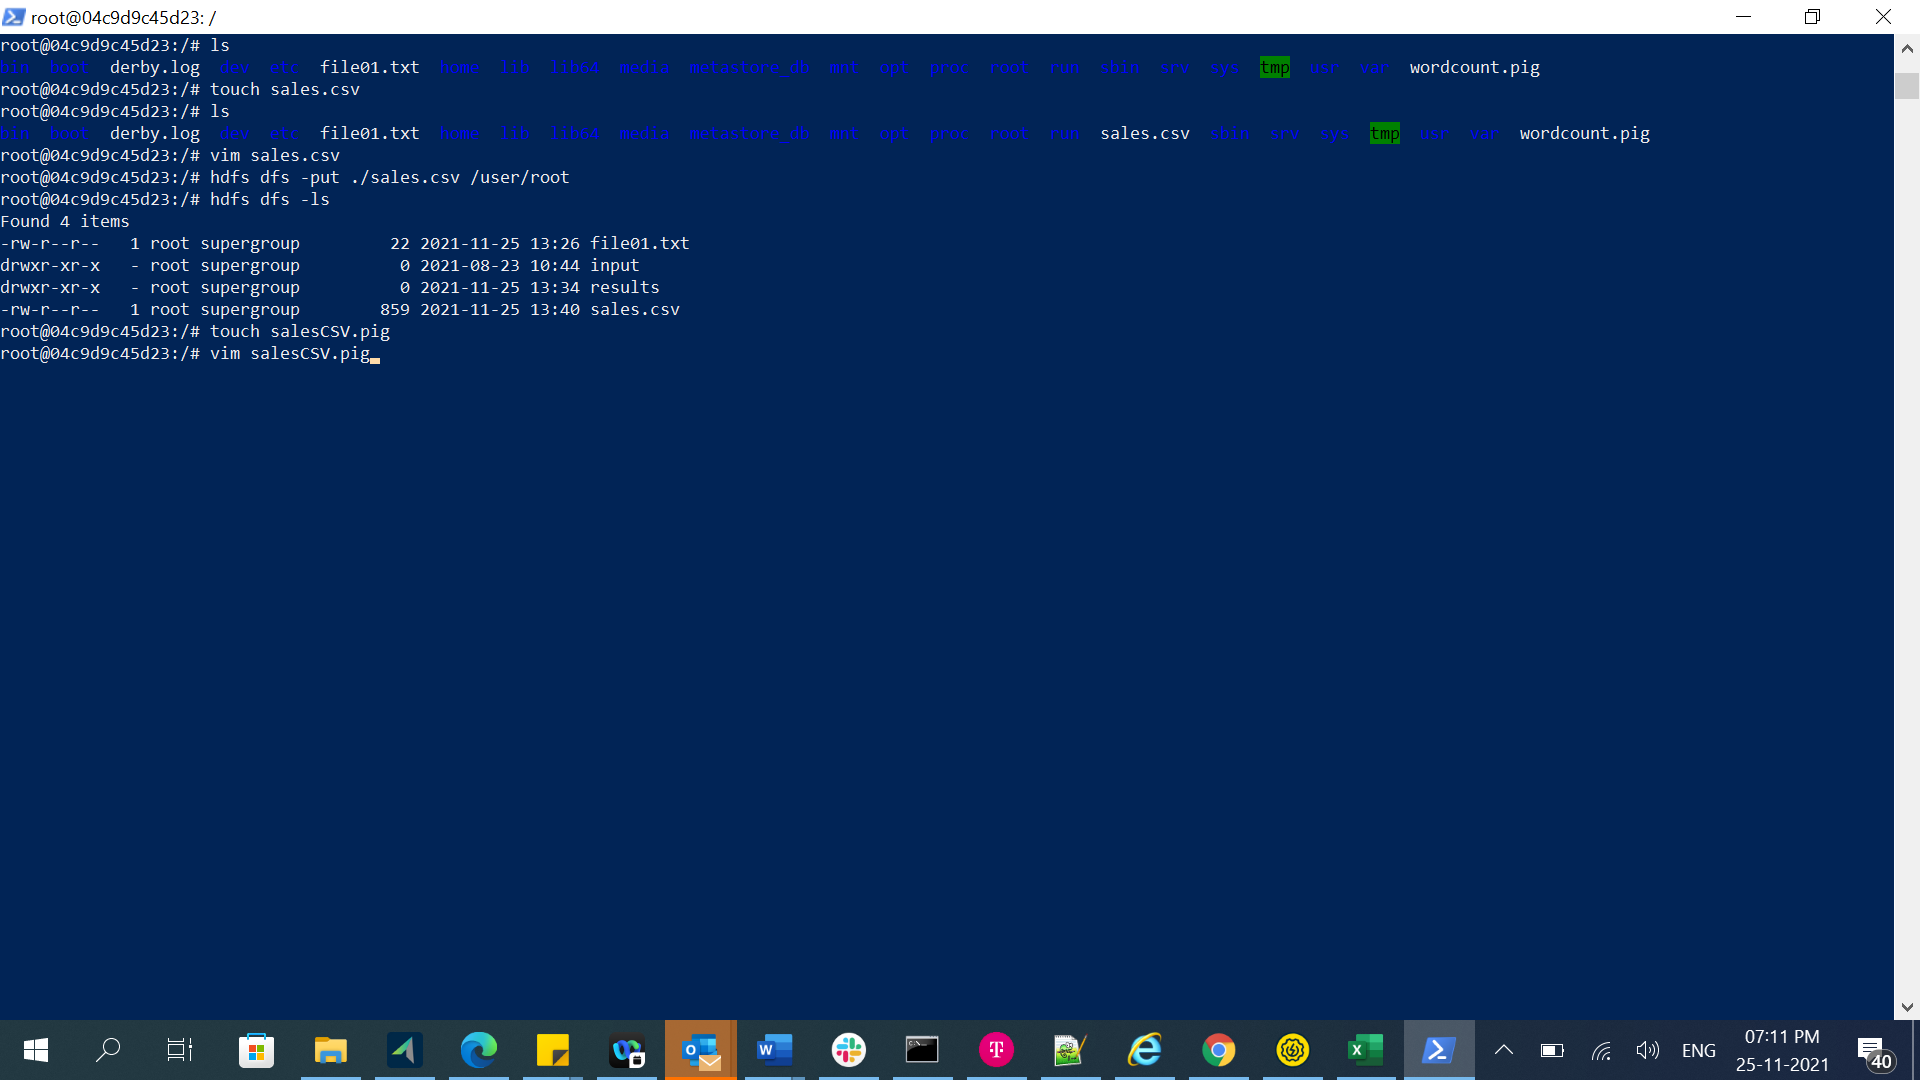 root@04c9d9c45d23: /
root@04c9d9c45d23:/# ls
bin boot derby.log dev etc file01.txt home lib lib64 media metastore_db mnt opt proc root run sbin srv sys tmp usr var wordcount.pig
root@04c9d9c45d23:/# touch sales.csv
root@04c9d9c45d23:/# ls
bin boot derby.log dev etc file01.txt home lib lib64 media metastore_db mnt opt proc root run sales.csv sbin srv sys tmp usr var wordcount.pig
root@04c9d9c45d23:/# vim sales.csv
root@04c9d9c45d23:/# hdfs dfs -put ./sales.csv /user/root
root@04c9d9c45d23:/# hdfs dfs -ls
Found 4 items
-rw-r--r-- 1 root supergroup 22 2021-11-25 13:26 file01.txt
drwxr-xr-x - root supergroup 0 2021-08-23 10:44 input
drwxr-xr-x - root supergroup 0 2021-11-25 13:34 results
-rw-r--r-- 1 root supergroup 859 2021-11-25 13:40 sales.csv
root@04c9d9c45d23:/# touch salesCSV.pig
root@04c9d9c45d23:/# vim salesCSV.pig
ENG
07:11 PM
25-11-2021
40